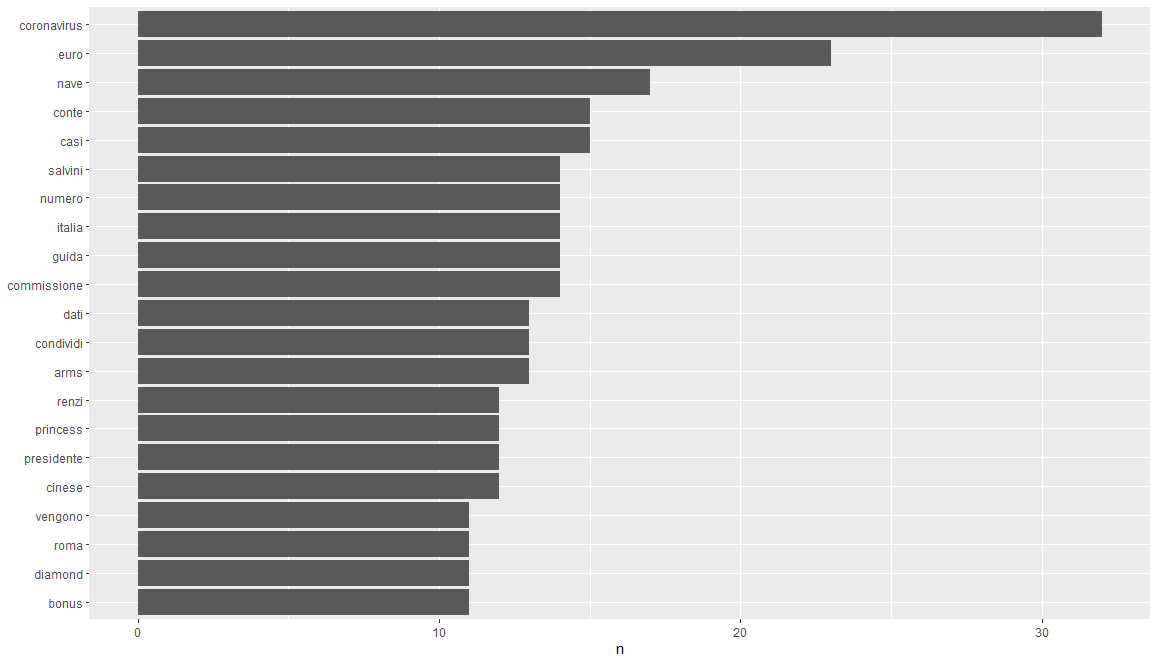 coronavirus
euro
nave
conte
casi
salvini
numero
italia
guida
commissione
dati
condividi
arms
renzi
princess
presidente
cinese
vengono
roma
diamond
bonus
0 10 20 30
n